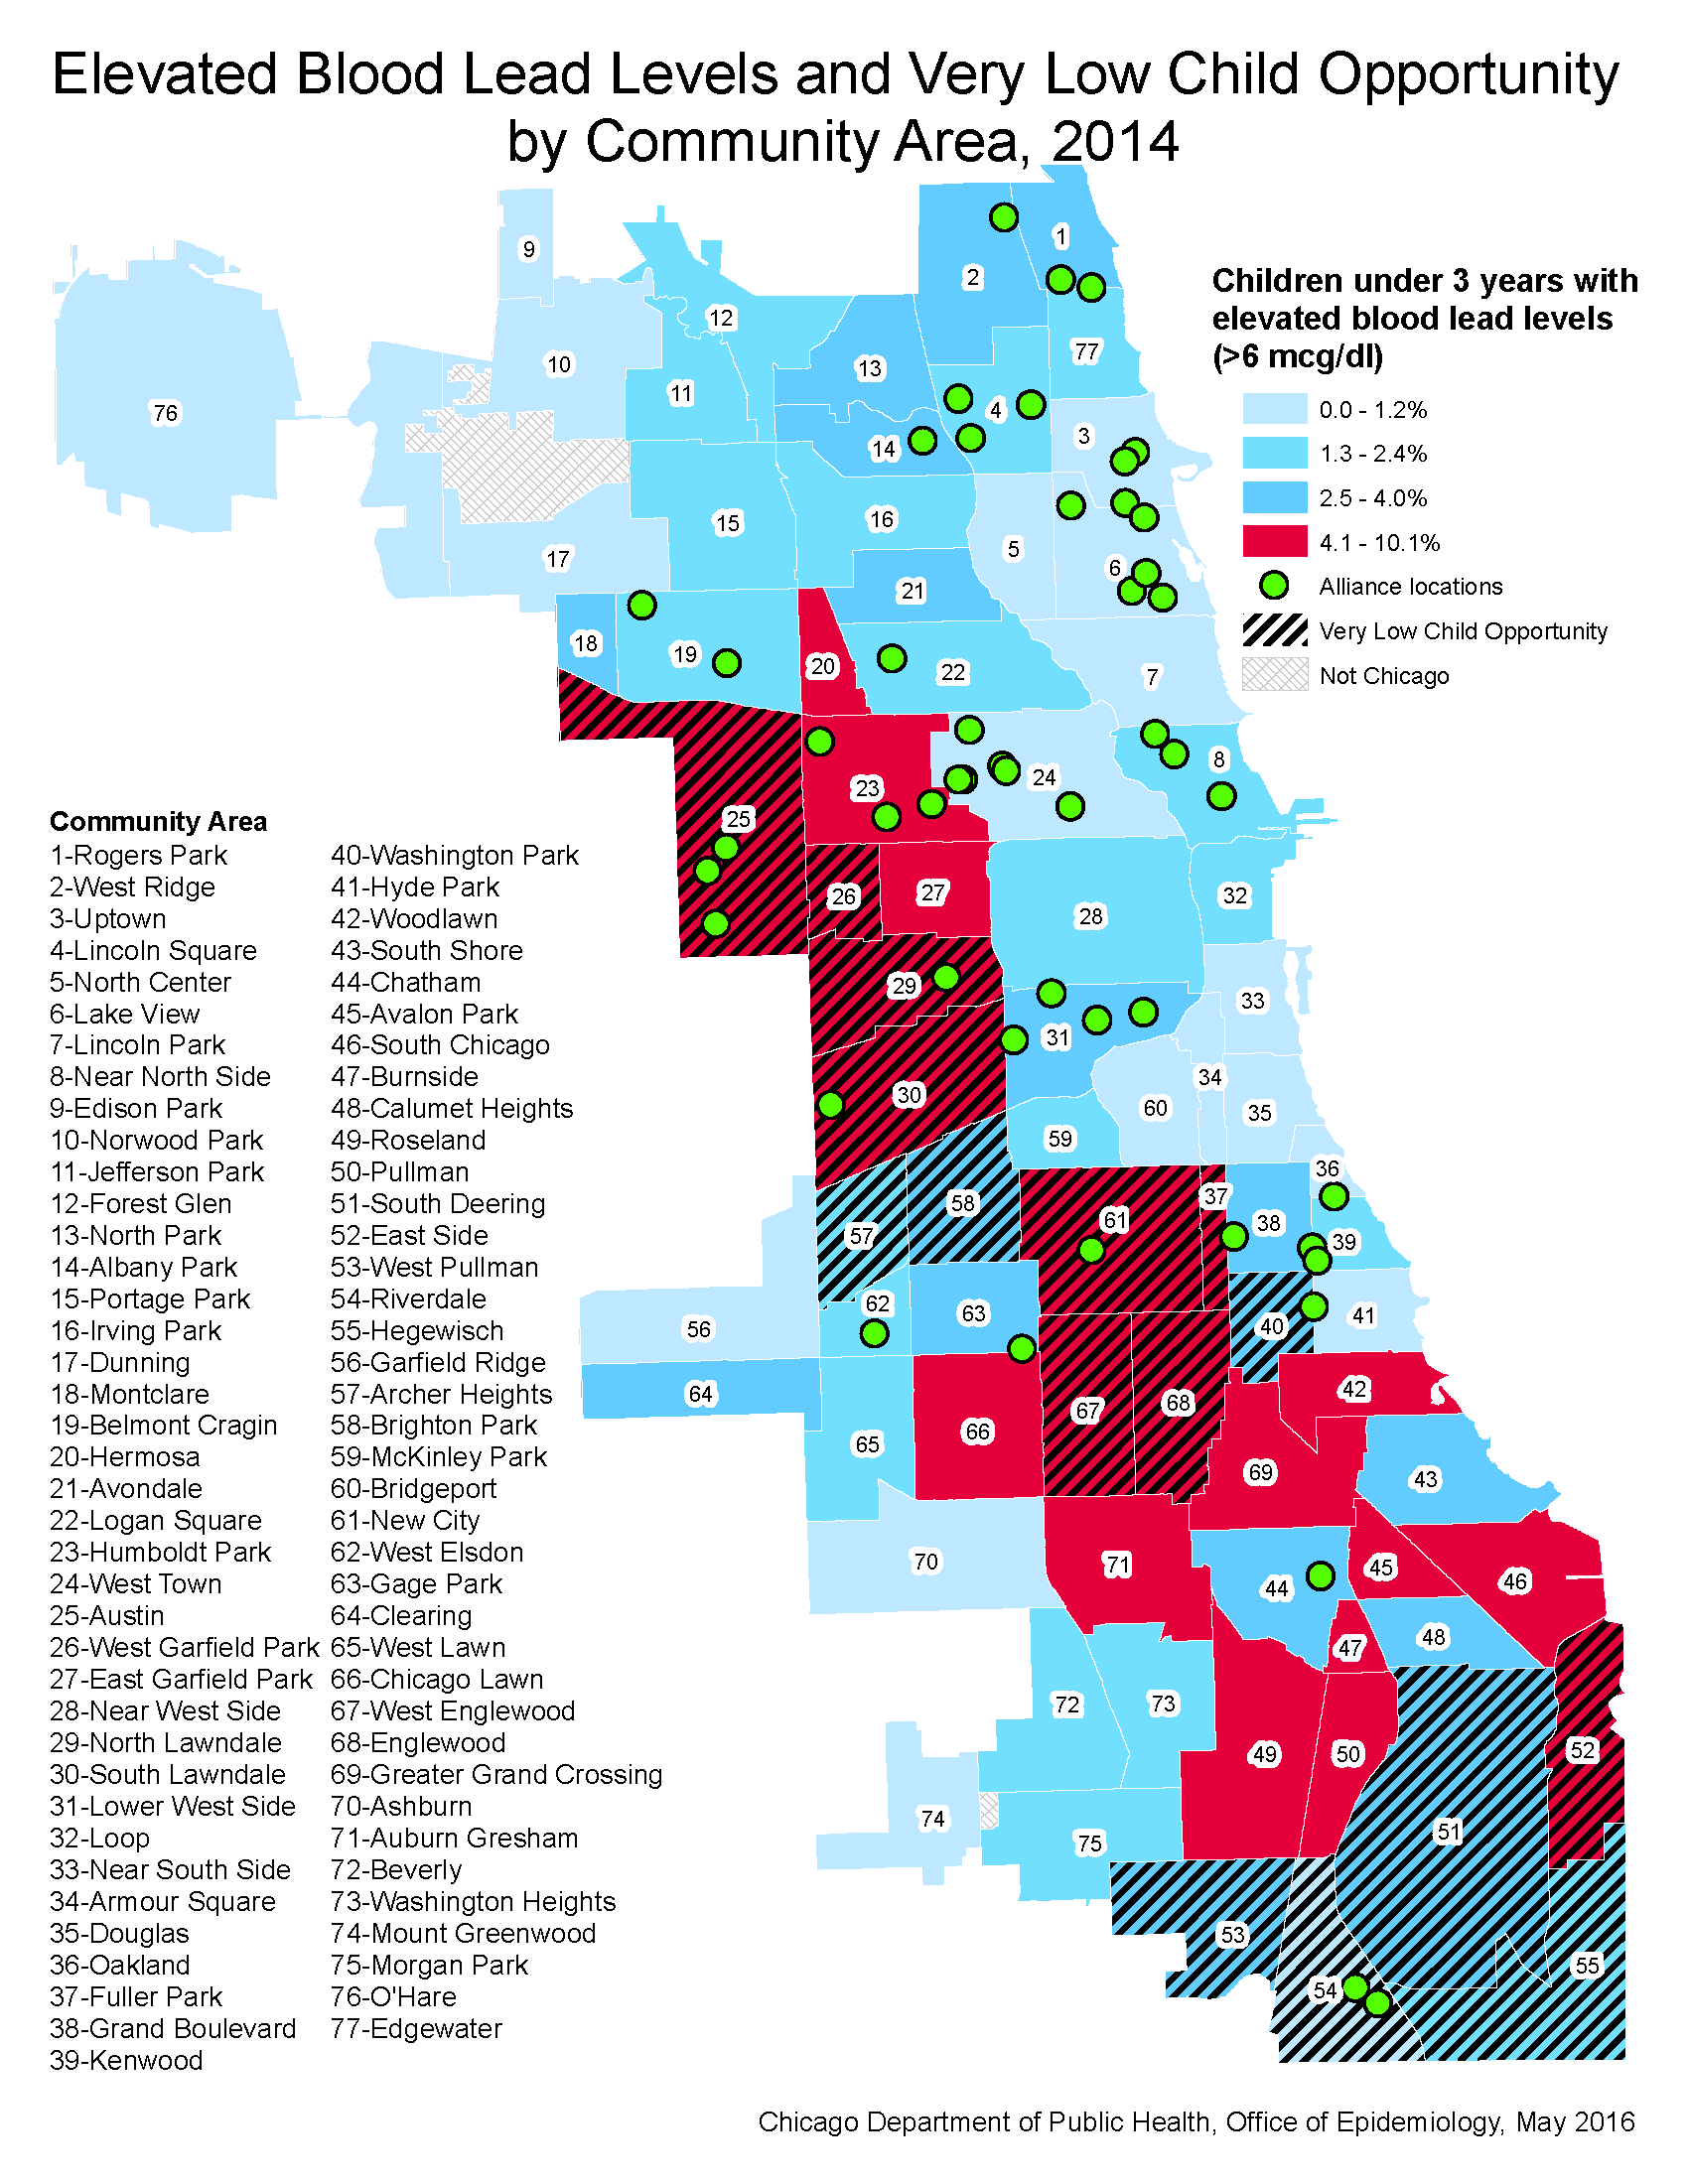 Elevated Blood Lead Levels and Very Low Child Opportunity
by Community Area, 2014
Children under 3 years with
elevated blood lead levels
(>6 mcg/dl)
0.0 - 1.2%
1.3 - 2.4%
2.5 - 4.0%
4.1 - 10.1%
Alliance locations
Very Low Child Opportunity
Not Chicago
1
9
2
12
77
10
13
11
76
4
3
14
16
15
5
17
6
21
18
19
20
22
7
8
24
23
25
26
27
32
28
29
33
31
34
30
60
35
59
36
37
58
61
38
57
39
62
63
41
40
56
42
64
67
68
66
65
69
43
70
71
45
46
44
48
47
72
73
52
49
50
74
51
75
53
55
54
Community Area
1-Rogers Park
2-West Ridge
3-Uptown
4-Lincoln Square
5-North Center
6-Lake View
7-Lincoln Park
8-Near North Side
9-Edison Park
10-Norwood Park
11-Jefferson Park
12-Forest Glen
13-North Park
14-Albany Park
15-Portage Park
16-Irving Park
17-Dunning
18-Montclare
19-Belmont Cragin
20-Hermosa
21-Avondale
22-Logan Square
23-Humboldt Park
24-West Town
25-Austin
26-West Garfield Park
27-East Garfield Park
28-Near West Side
29-North Lawndale
30-South Lawndale
31-Lower West Side
32-Loop
33-Near South Side
34-Armour Square
35-Douglas
36-Oakland
37-Fuller Park
38-Grand Boulevard
39-Kenwood
40-Washington Park
41-Hyde Park
42-Woodlawn
43-South Shore
44-Chatham
45-Avalon Park
46-South Chicago
47-Burnside
48-Calumet Heights
49-Roseland
50-Pullman
51-South Deering
52-East Side
53-West Pullman
54-Riverdale
55-Hegewisch
56-Garfield Ridge
57-Archer Heights
58-Brighton Park
59-McKinley Park
60-Bridgeport
61-New City
62-West Elsdon
63-Gage Park
64-Clearing
65-West Lawn
66-Chicago Lawn
67-West Englewood
68-Englewood
69-Greater Grand Crossing
70-Ashburn
71-Auburn Gresham
72-Beverly
73-Washington Heights
74-Mount Greenwood
75-Morgan Park
76-O'Hare
77-Edgewater
Chicago Department of Public Health, Office of Epidemiology, May 2016